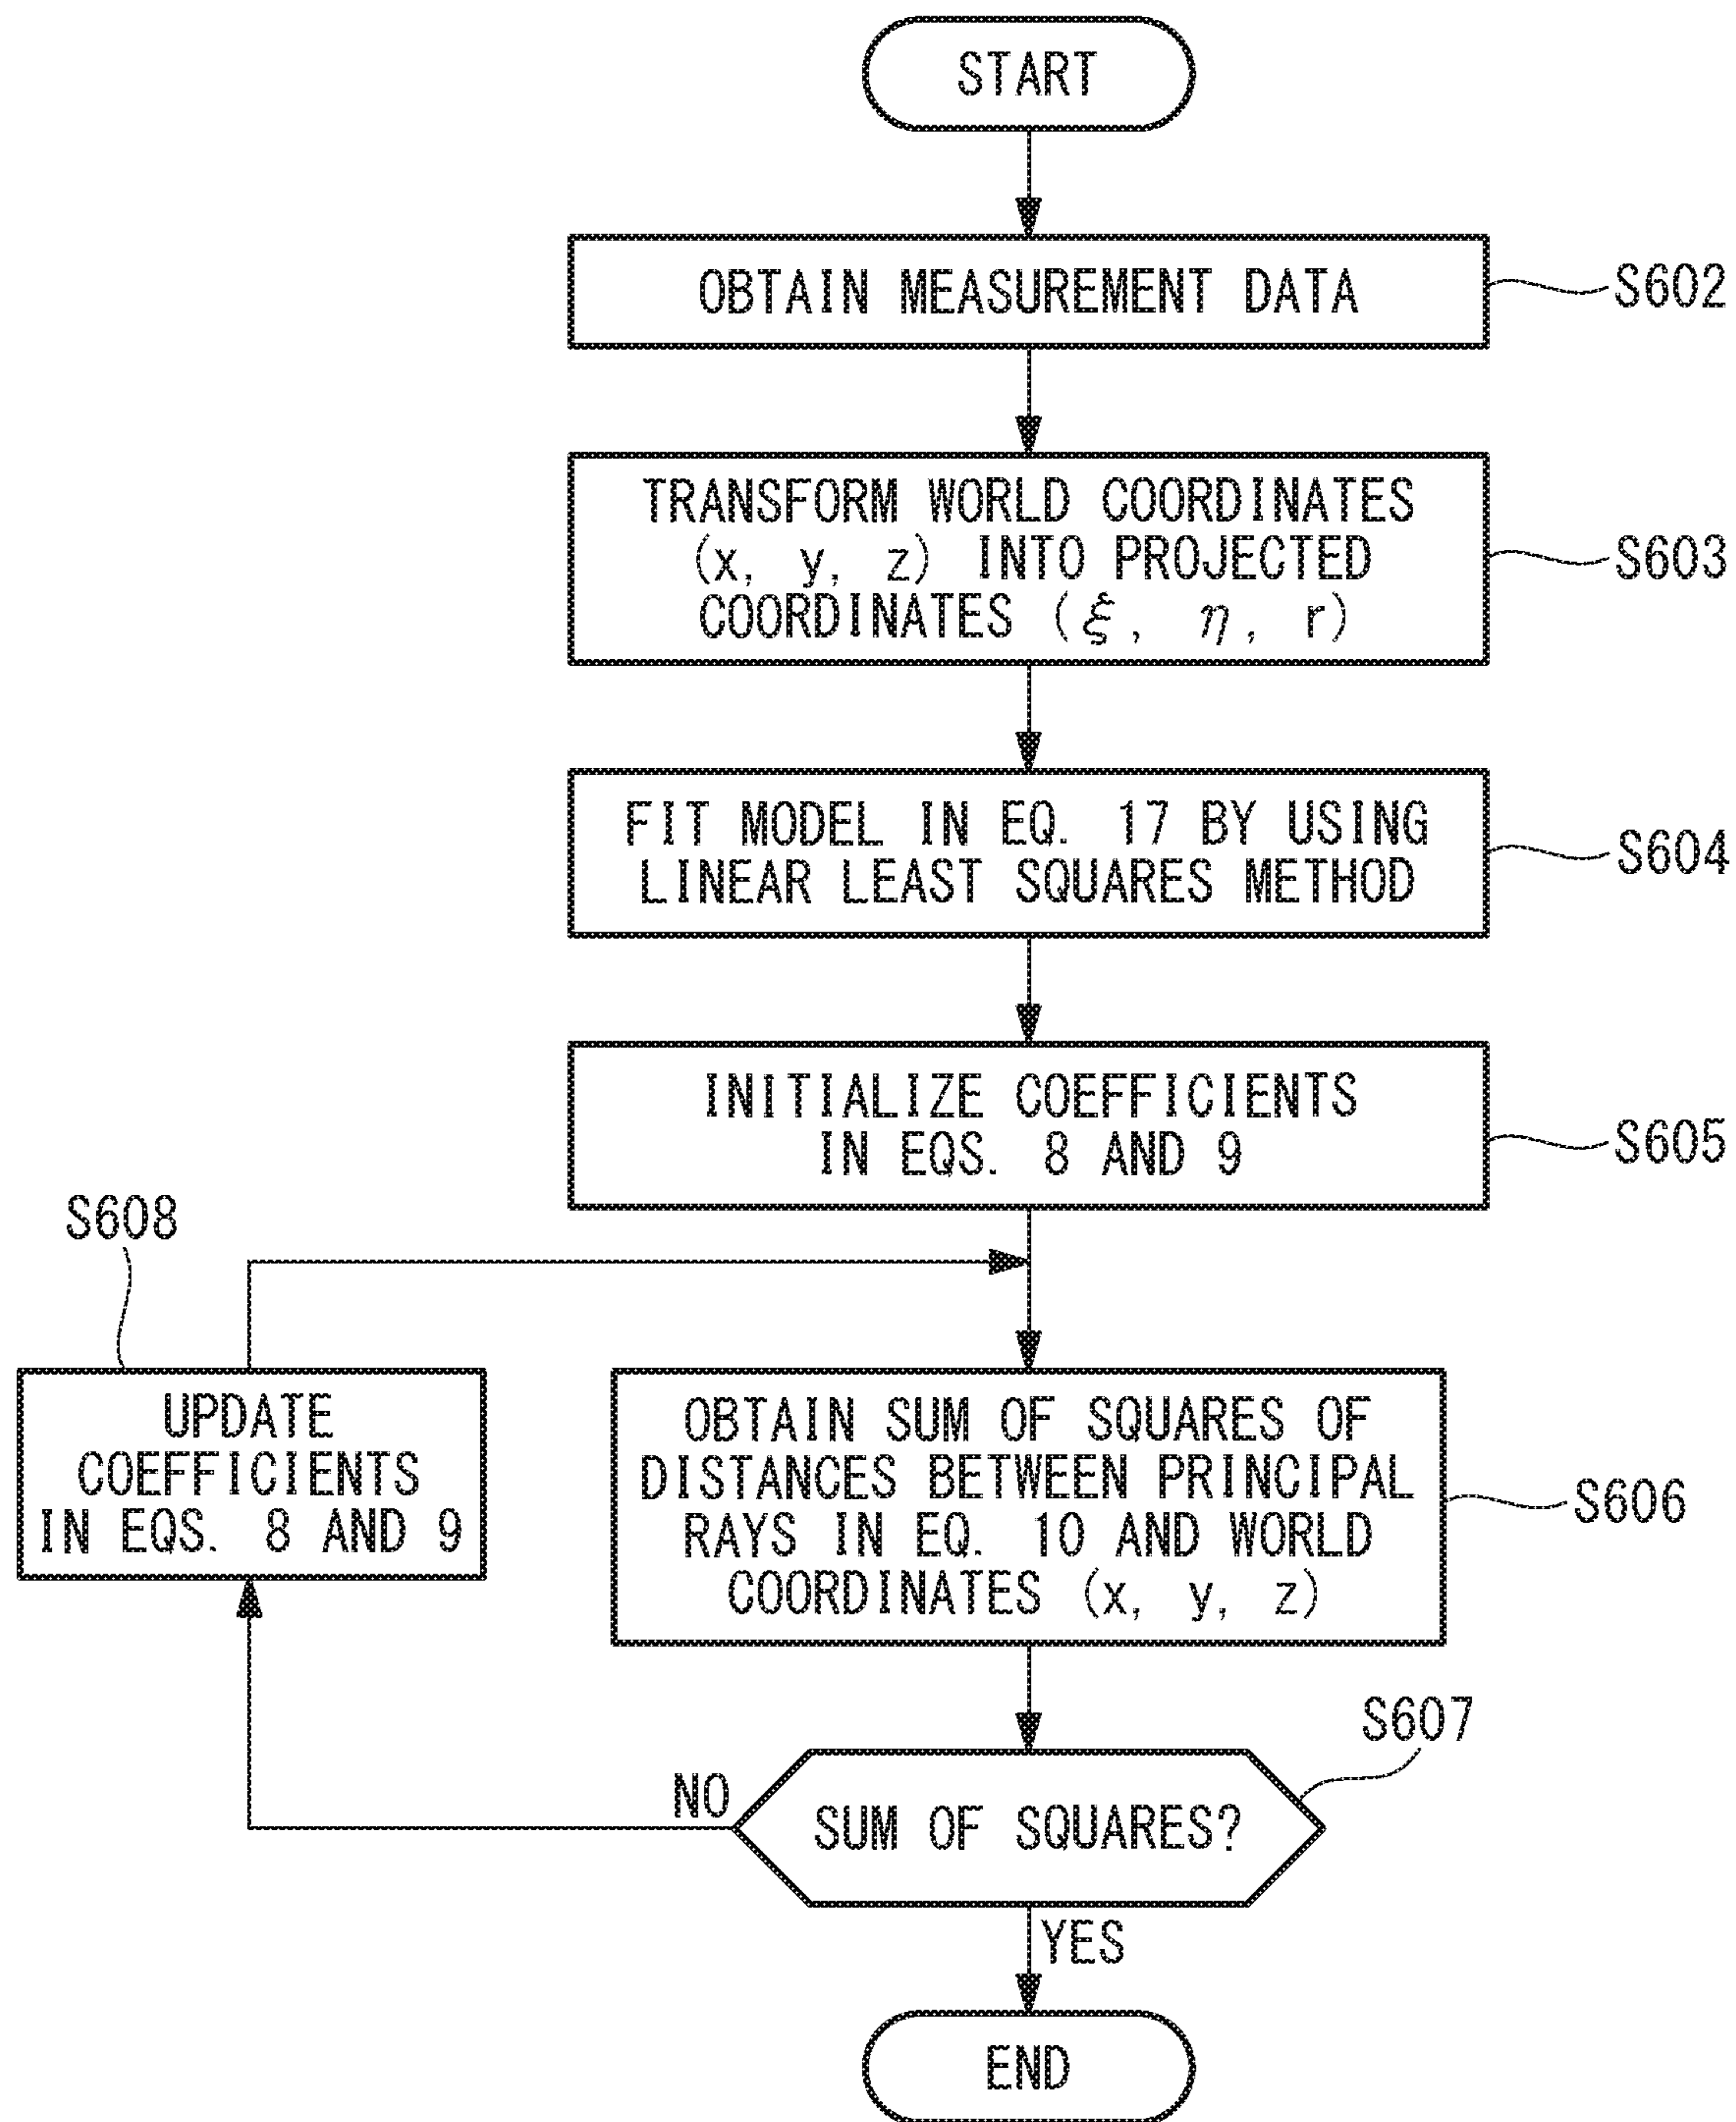 START
OBTAIN MEASUREMENT DATA
S602
TRANSFORM WORLD COORDINATES
(x, y, z) INTO PROJECTED
COORDINATES (ξ, η, r)
S603
FIT MODEL IN EQ. 17 BY USING
LINEAR LEAST SQUARES METHOD
S604
INITIALIZE COEFFICIENTS
IN EQS. 8 AND 9
S605
S608
UPDATE
COEFFICIENTS
IN EQS. 8 AND 9
OBTAIN SUM OF SQUARES OF
DISTANCES BETWEEN PRINCIPAL
RAYS IN EQ. 10 AND WORLD
COORDINATES (x, y, z)
S606
S607
NO
SUM OF SQUARES?
YES
END